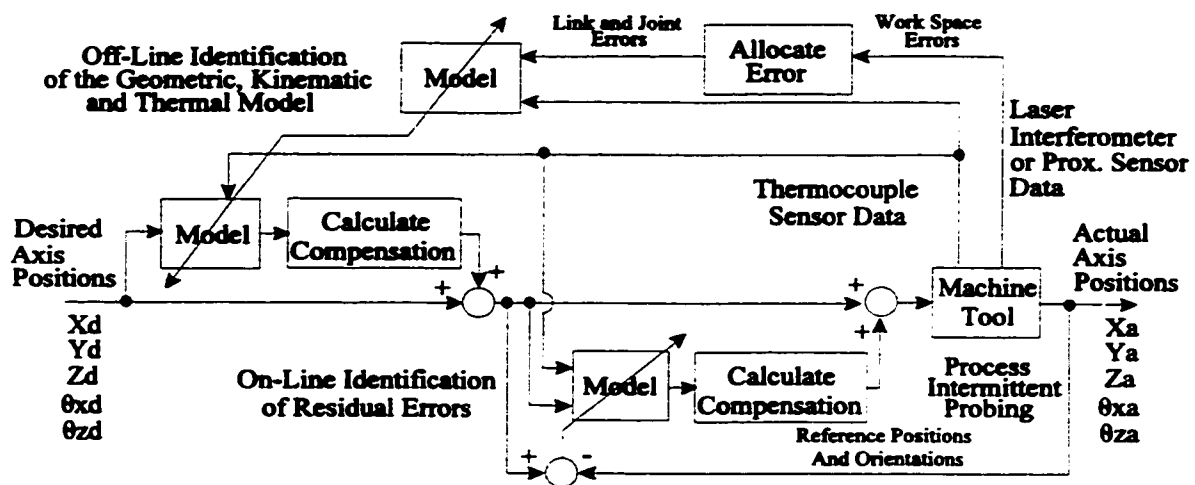 Off-Line Identification
of the Geometric, Kinematic
and Thermal Model
Link and Joint
Errors
Work Space
Errors
Model
Allocate
Error
Laser
Interferometer
or Prox. Sensor
Data
Thermocouple
Sensor Data
Desired
Axis
Positions
Model
Calculate
Compensation
+
+
+
+
Machine
Tool
Actual
Axis
Positions
Xd
Yd
Zd
θxd
θzd
On-Line Identification
of Residual Errors
Model
Calculate
Compensation
Process
Intermittent
Probing
Xa
Ya
Za
θxa
θza
Reference Positions
And Orientations
+
-